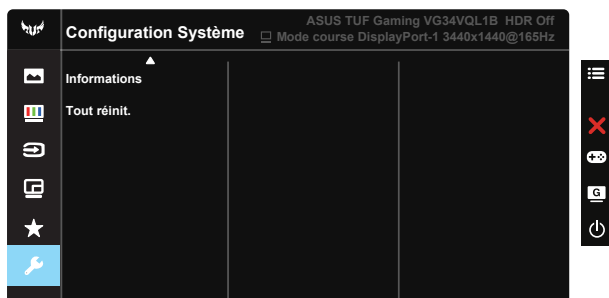 ASUS TUF Gaming VG34VQL1B HDR Off
Configuration Système
Mode course DisplayPort-1 3440x1440@165Hz
Informations
Tout réinit.
G